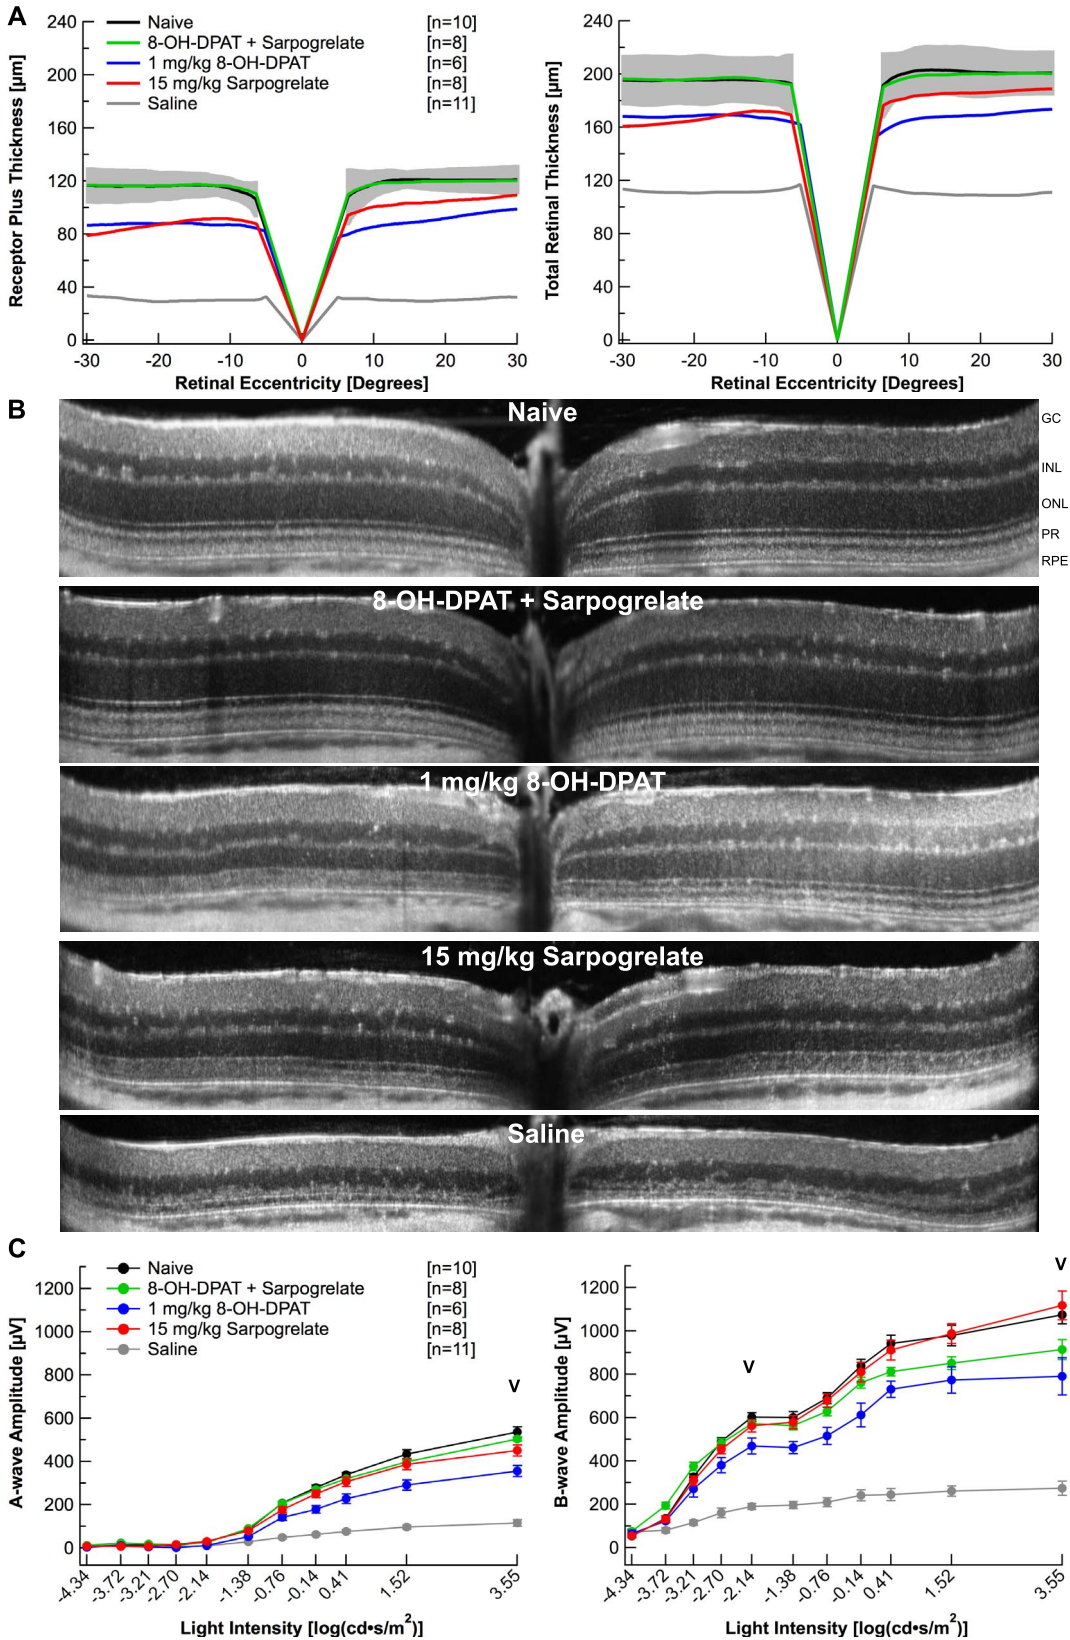 A
Naive [n=10]
8-OH-DPAT + Sarpogrelate [n=8]
1 mg/kg 8-OH-DPAT [n=6]
15 mg/kg Sarpogrelate [n=8]
Saline [n=11]
Receptor Plus Thickness [µm]
240
200
160
120
80
40
0
-30 -20 -10 0 10 20 30
Retinal Eccentricity [Degrees]
Total Retinal Thickness [µm]
240
200
160
120
80
40
0
-30 -20 -10 0 10 20 30
Retinal Eccentricity [Degrees]
B
Naive
GC
INL
ONL
PR
RPE
8-OH-DPAT + Sarpogrelate
1 mg/kg 8-OH-DPAT
15 mg/kg Sarpogrelate
Saline
C
Naive [n=10]
8-OH-DPAT + Sarpogrelate [n=8]
1 mg/kg 8-OH-DPAT [n=6]
15 mg/kg Sarpogrelate [n=8]
Saline [n=11]
A-wave Amplitude [µV]
1200
1000
800
600
400
200
0
V
-4.34 -3.72 -3.21 -2.70 -2.14 -1.38 -0.76 -0.14 0.41 1.52 3.55
Light Intensity [log(cd•s/m²)]
B-wave Amplitude [µV]
1200
1000
800
600
400
200
0
V
V
-4.34 -3.72 -3.21 -2.70 -2.14 -1.38 -0.76 -0.14 0.41 1.52 3.55
Light Intensity [log(cd•s/m²)]